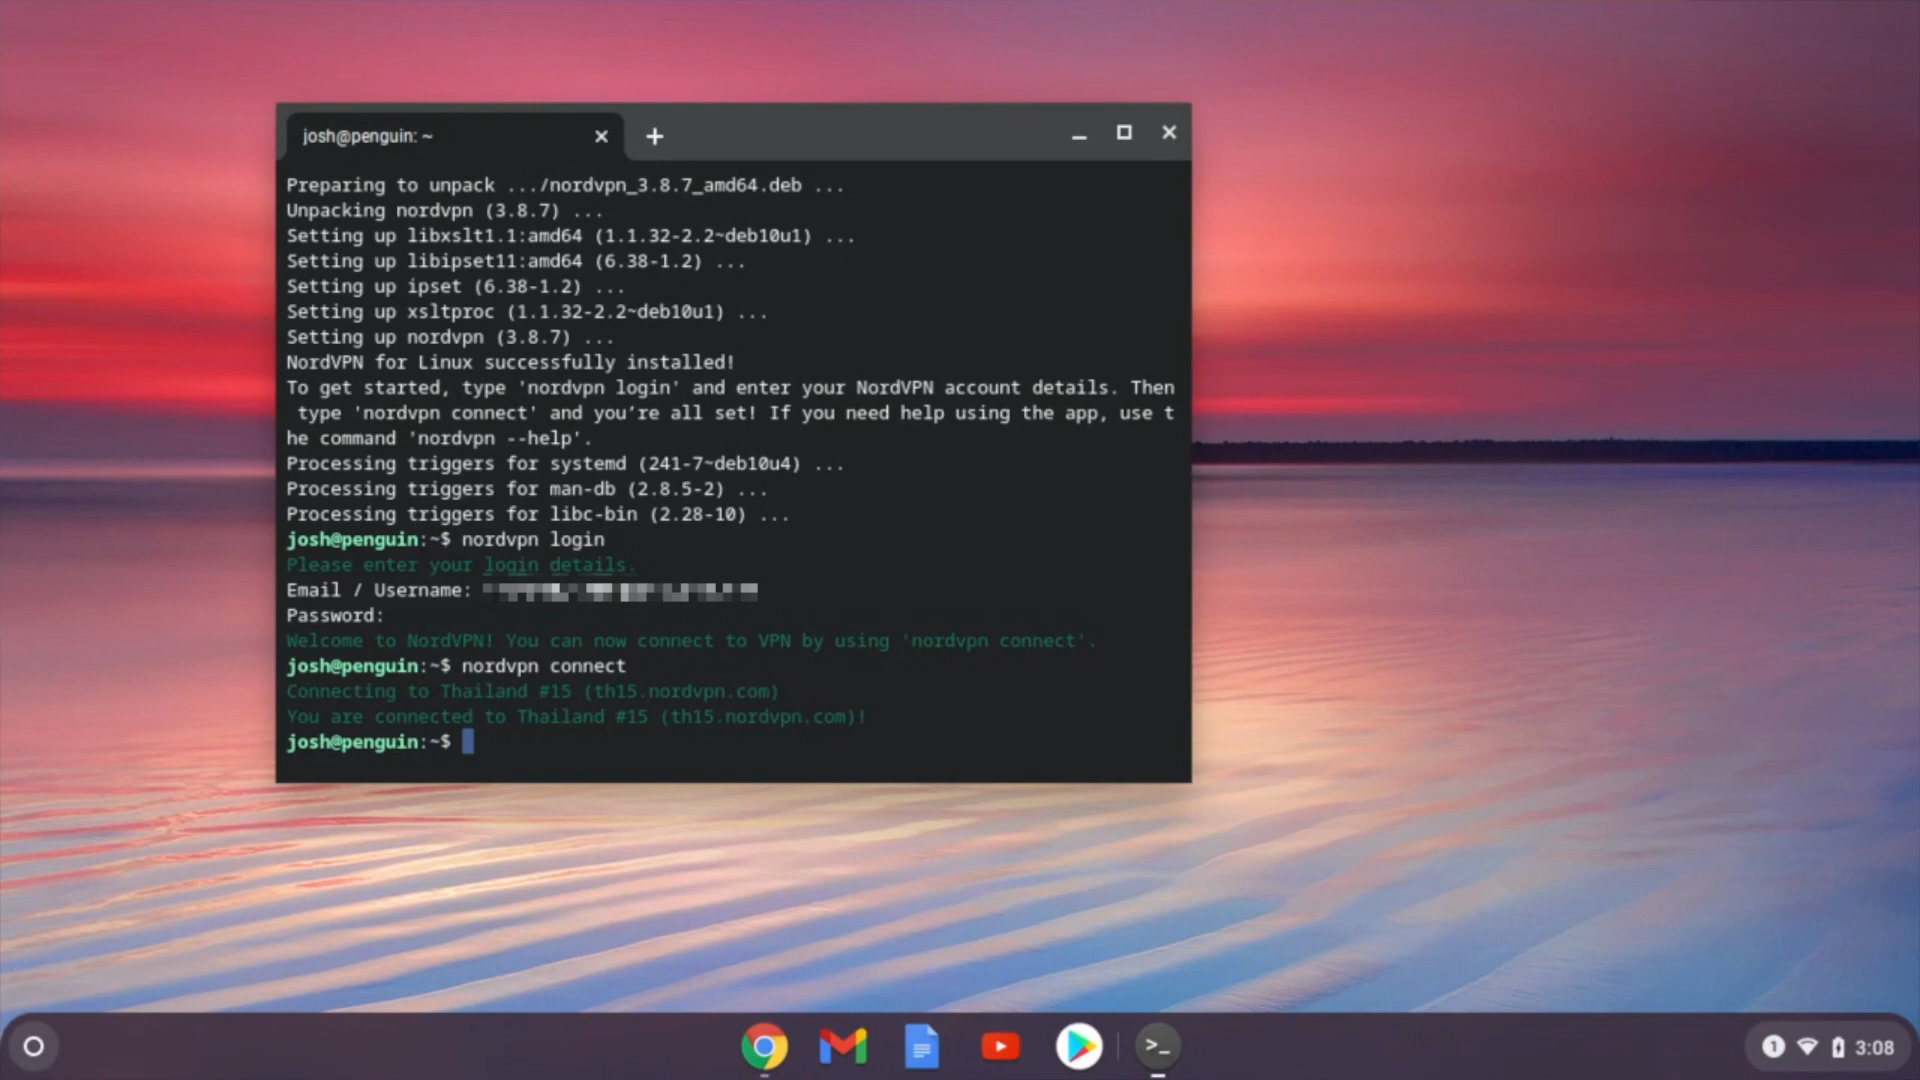 josh@penguin: ~
Preparing to unpack .../nordvpn_3.8.7_amd64.deb ...
Unpacking nordvpn (3.8.7) ...
Setting up libxslt1.1:amd64 (1.1.32-2.2~deb10u1) ...
Setting up libipset11:amd64 (6.38-1.2) ...
Setting up ipset (6.38-1.2) ...
Setting up xsltproc (1.1.32-2.2~deb10u1) ...
Setting up nordvpn (3.8.7) ...
NordVPN for Linux successfully installed!
To get started, type 'nordvpn login' and enter your NordVPN account details. Then
type 'nordvpn connect' and you’re all set! If you need help using the app, use t
he command 'nordvpn --help'.
Processing triggers for systemd (241-7~deb10u4) ...
Processing triggers for man-db (2.8.5-2) ...
Processing triggers for libc-bin (2.28-10) ...
josh@penguin:~$ nordvpn login
Please enter your login details.
Email / Username:
Password:
Welcome to NordVPN! You can now connect to VPN by using 'nordvpn connect'.
josh@penguin:~$ nordvpn connect
Connecting to Thailand #15 (th15.nordvpn.com)
You are connected to Thailand #15 (th15.nordvpn.com)!
josh@penguin:~$
1 3:08